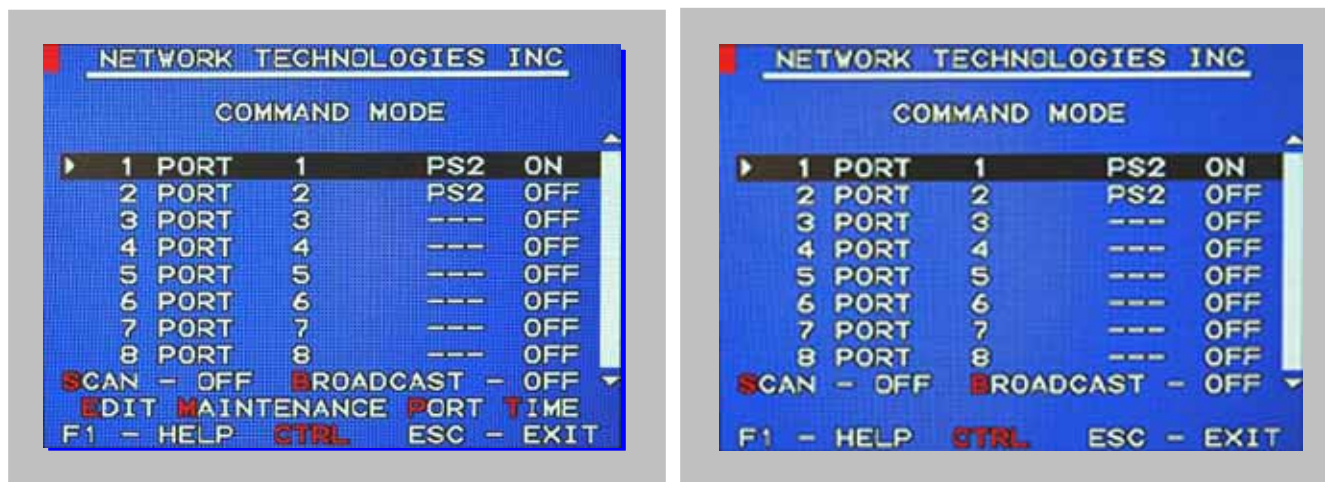 NETWORK TECHNOLOGIES INC
COMMAND MODE
1 PORT 1 PS2 ON
2 PORT 2 PS2 OFF
3 PORT 3 --- OFF
4 PORT 4 --- OFF
5 PORT 5 --- OFF
6 PORT 6 --- OFF
7 PORT 7 --- OFF
8 PORT 8 --- OFF
SCAN - OFF BROADCAST - OFF
EDIT MAINTENANCE PORT TIME
F1 - HELP CTRL ESC - EXIT
NETWORK TECHNOLOGIES INC
COMMAND MODE
1 PORT 1 PS2 ON
2 PORT 2 PS2 OFF
3 PORT 3 --- OFF
4 PORT 4 --- OFF
5 PORT 5 --- OFF
6 PORT 6 --- OFF
7 PORT 7 --- OFF
8 PORT 8 --- OFF
SCAN - OFF BROADCAST - OFF
F1 - HELP CTRL ESC - EXIT